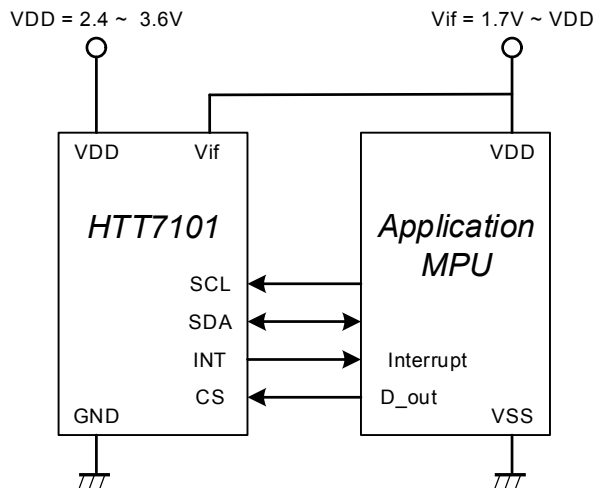 VDD = 2.4 ~ 3.6V
Vif = 1.7V ~ VDD
VDD
Vif
VDD
HTT7101
Application
MPU
SCL
SDA
INT
Interrupt
CS
D_out
GND
VSS